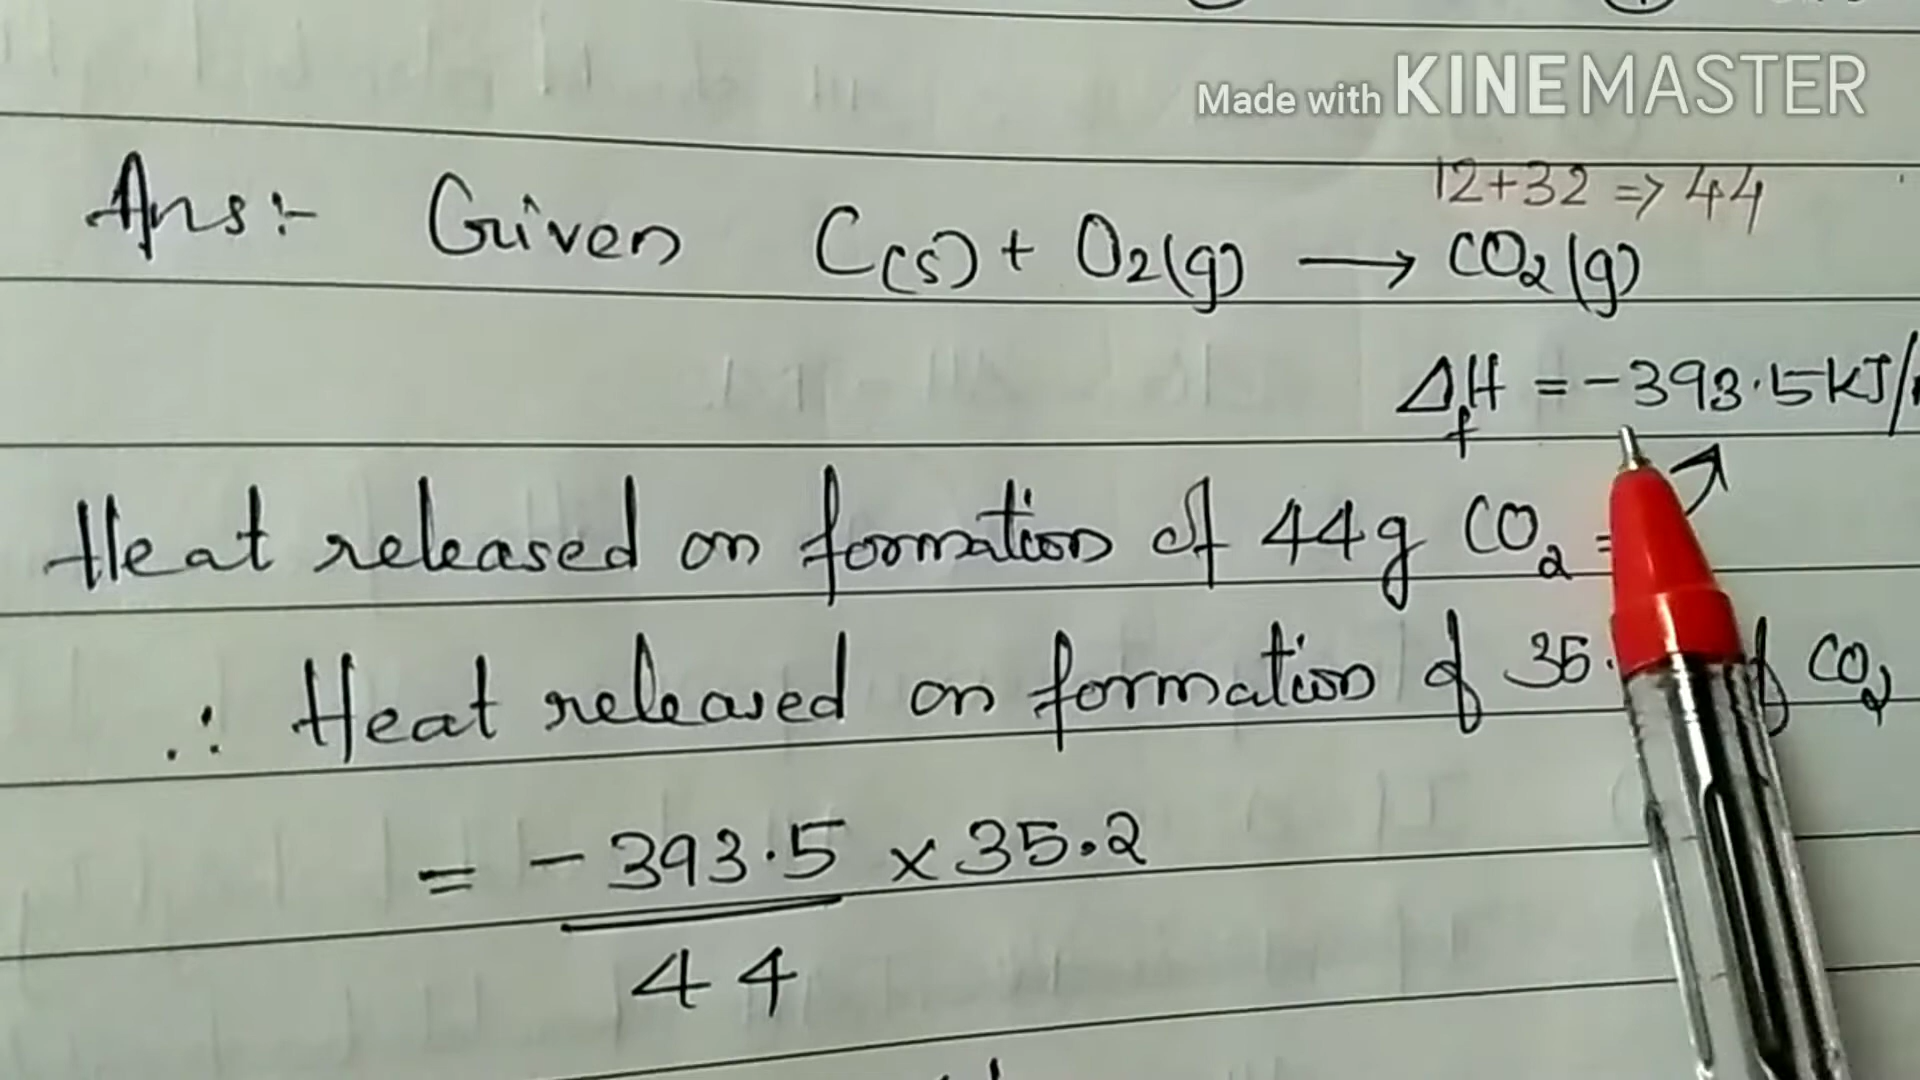 Made with KINEMASTER
12+32 => 44
Ans:- Given C(s) + O2(g) → CO2(g)
ΔfH = -393.5 kJ/
Heat released on formation of 44g CO2 =
∴ Heat released on formation of 35. of CO2
= -393.5 × 35.2
44